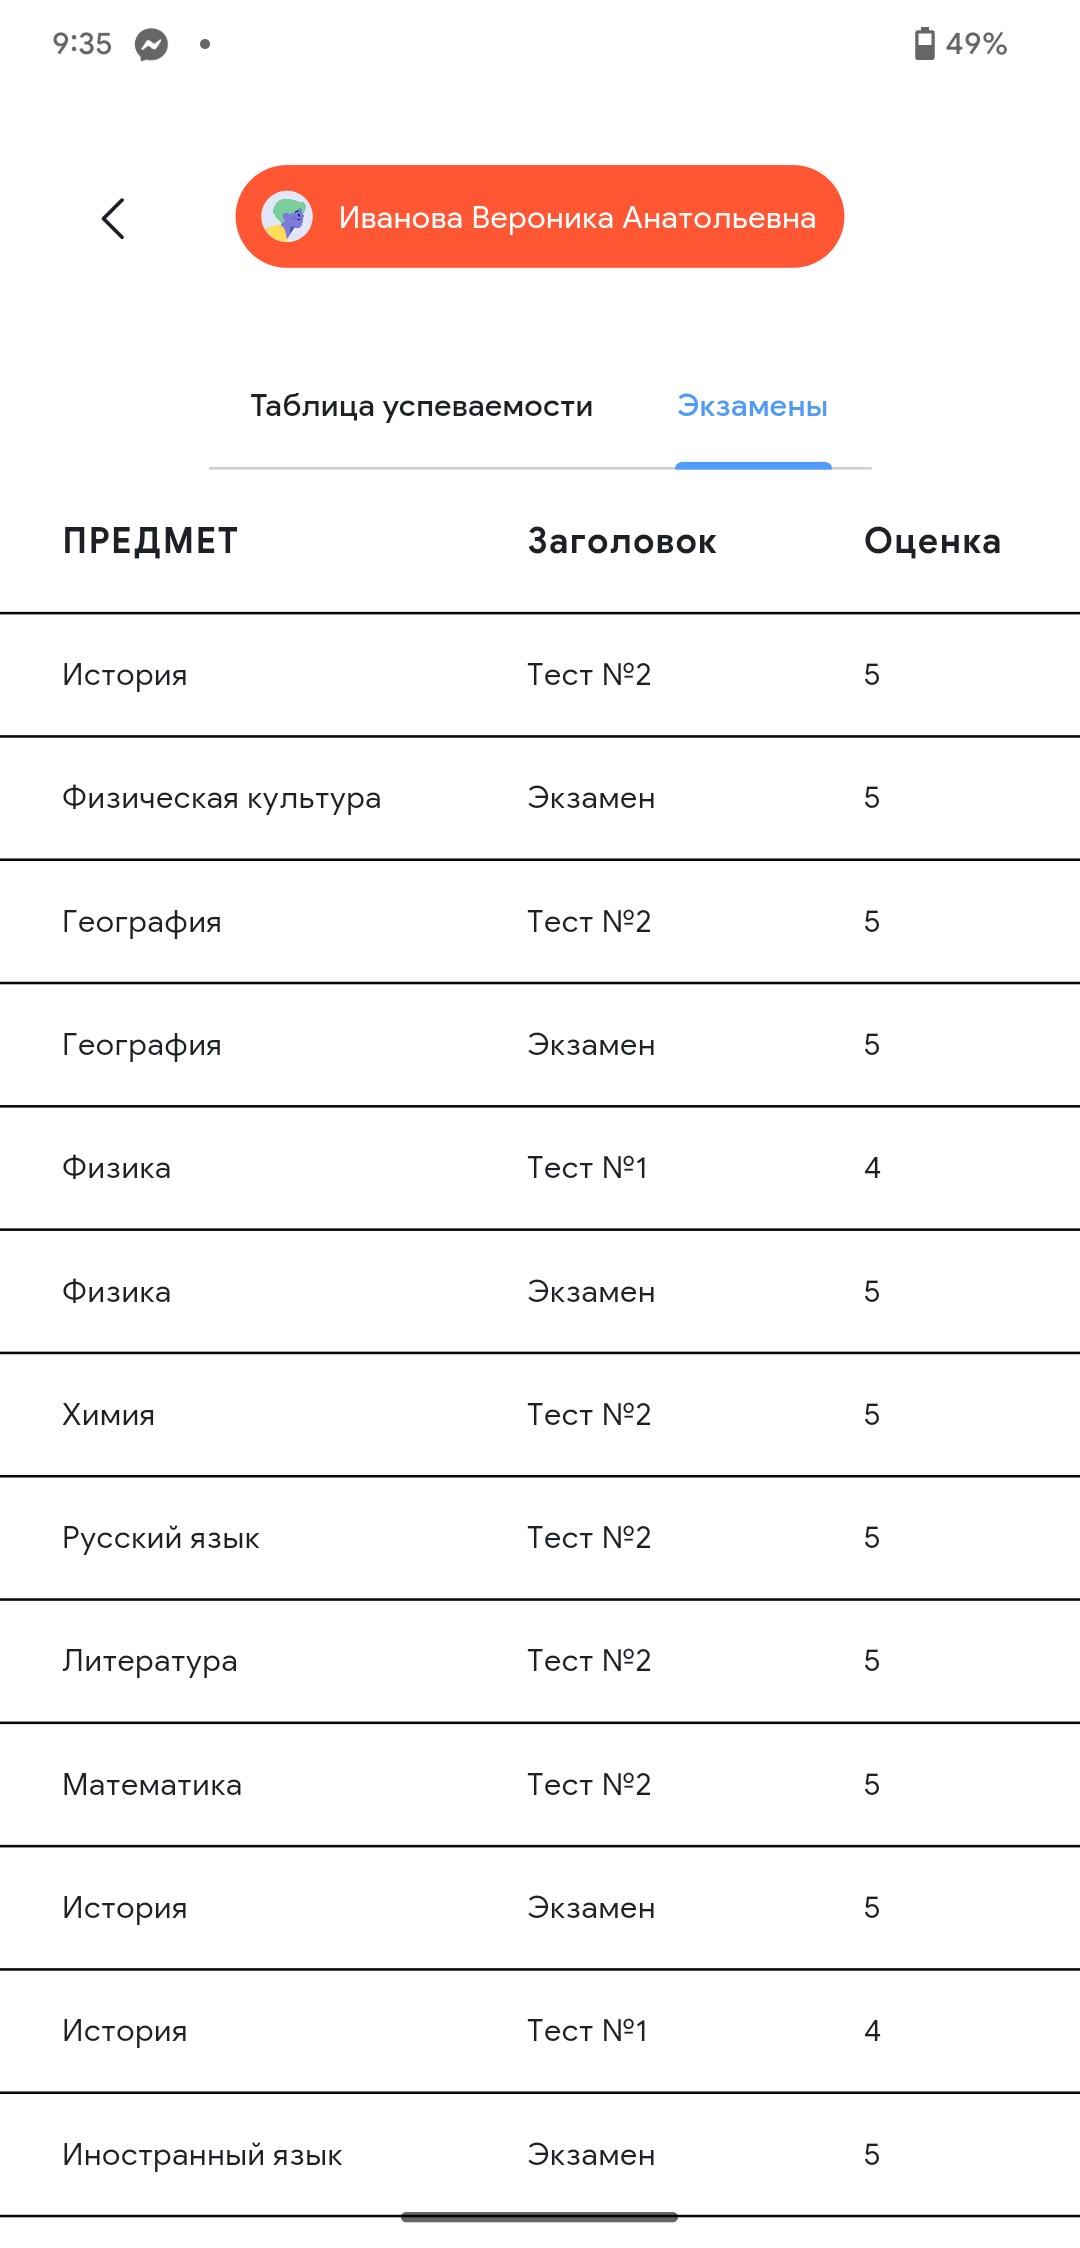 9:35 49%
Иванова Вероника Анатольевна
Таблица успеваемости Экзамены
ПРЕДМЕТ Заголовок Оценка
История Тест №2 5
Физическая культура Экзамен 5
География Тест №2 5
География Экзамен 5
Физика Тест №1 4
Физика Экзамен 5
Химия Тест №2 5
Русский язык Тест №2 5
Литература Тест №2 5
Математика Тест №2 5
История Экзамен 5
История Тест №1 4
Иностранный язык Экзамен 5